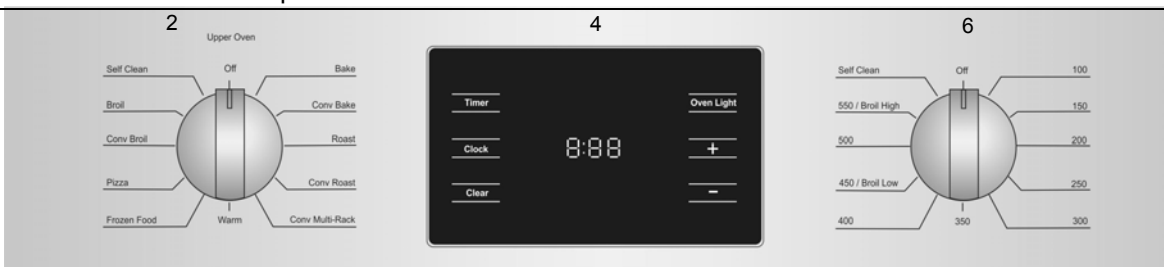 2
4
6
Upper Oven
Self Clean
Off
Bake
Broil
Conv Bake
Conv Broil
Roast
Pizza
Conv Roast
Frozen Food
Warm
Conv Multi-Rack
Timer
Oven Light
Clock
8:88
+
Clear
-
Self Clean
Off
100
550 / Broil High
150
500
200
450 / Broil Low
250
400
350
300